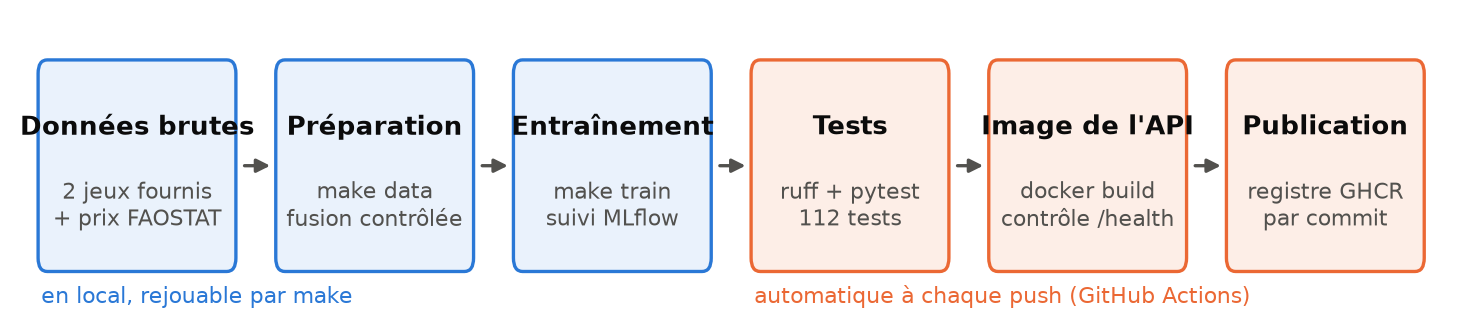 Données brutes
2 jeux fournis
+ prix FAOSTAT
Préparation
make data
fusion contrôlée
Entraînement
make train
suivi MLflow
Tests
ruff + pytest
112 tests
Image de l'API
docker build
contrôle /health
Publication
registre GHCR
par commit
en local, rejouable par make
automatique à chaque push (GitHub Actions)